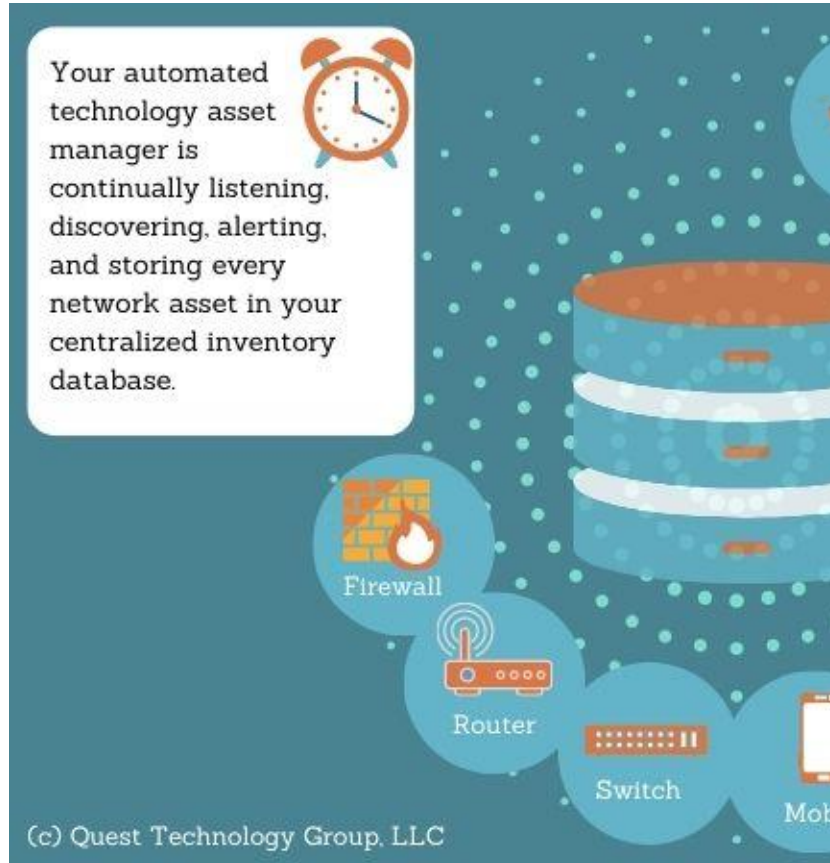 Your automated
technology asset
manager is
continually listening,
discovering, alerting,
and storing every
network asset in your
centralized inventory
database.
Firewall
Router
Switch
Mob
(c) Quest Technology Group, LLC